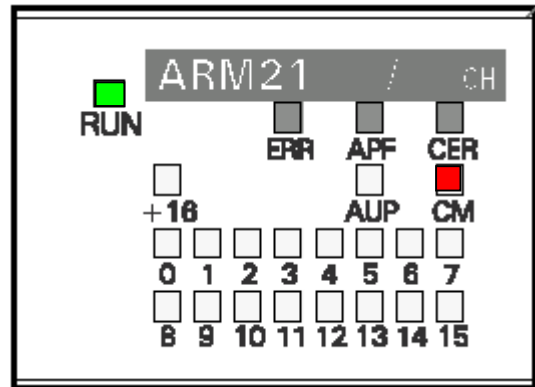 ARM21 / CH
RUN
ERR APF CER
+16 AUP CM
0 1 2 3 4 5 6 7
8 9 10 11 12 13 14 15